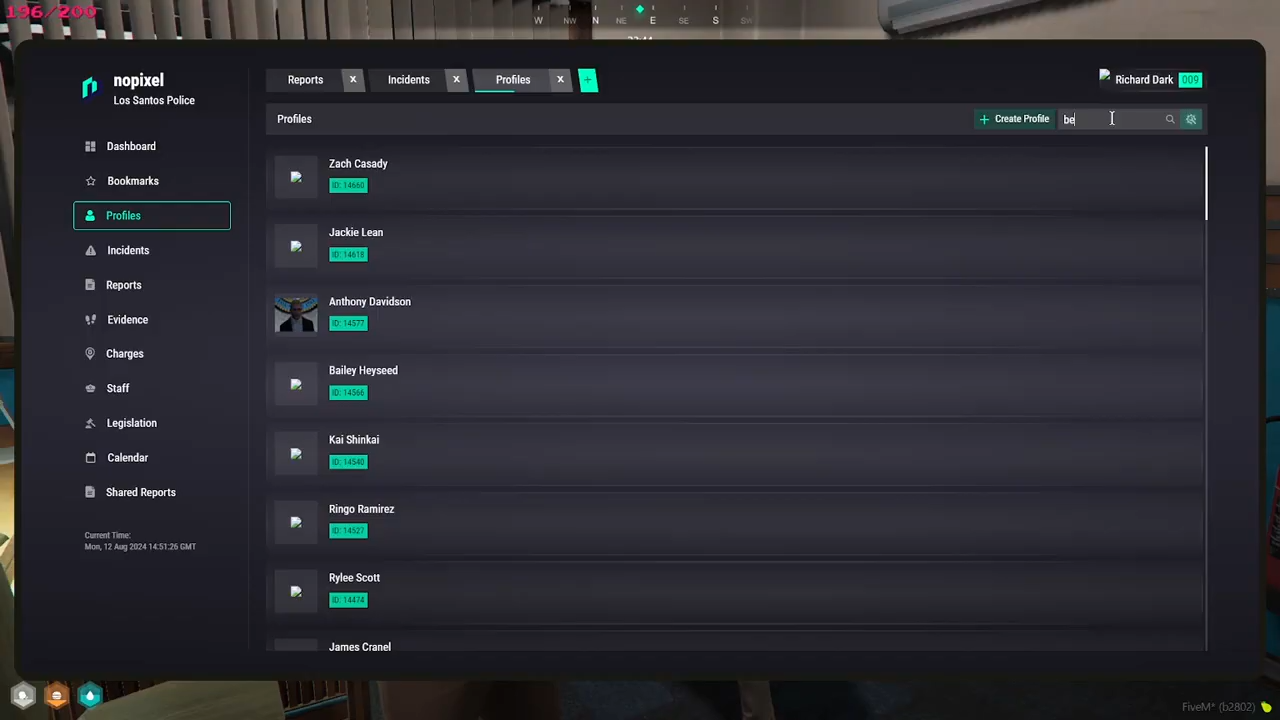 196/200
W NW N NE E SE S SW
nopixel
Los Santos Police
Reports x Incidents x Profiles x +
Richard Dark 009
Profiles
+ Create Profile
be
Dashboard
Bookmarks
Profiles
Incidents
Reports
Evidence
Charges
Staff
Legislation
Calendar
Shared Reports
Current Time:
Mon, 12 Aug 2024 14:51:26 GMT
Zach Casady
ID: 14660
Jackie Lean
ID: 14618
Anthony Davidson
ID: 14577
Bailey Heyseed
ID: 14566
Kai Shinkai
ID: 14540
Ringo Ramirez
ID: 14527
Rylee Scott
ID: 14474
James Cranel
FiveM* (b2802)